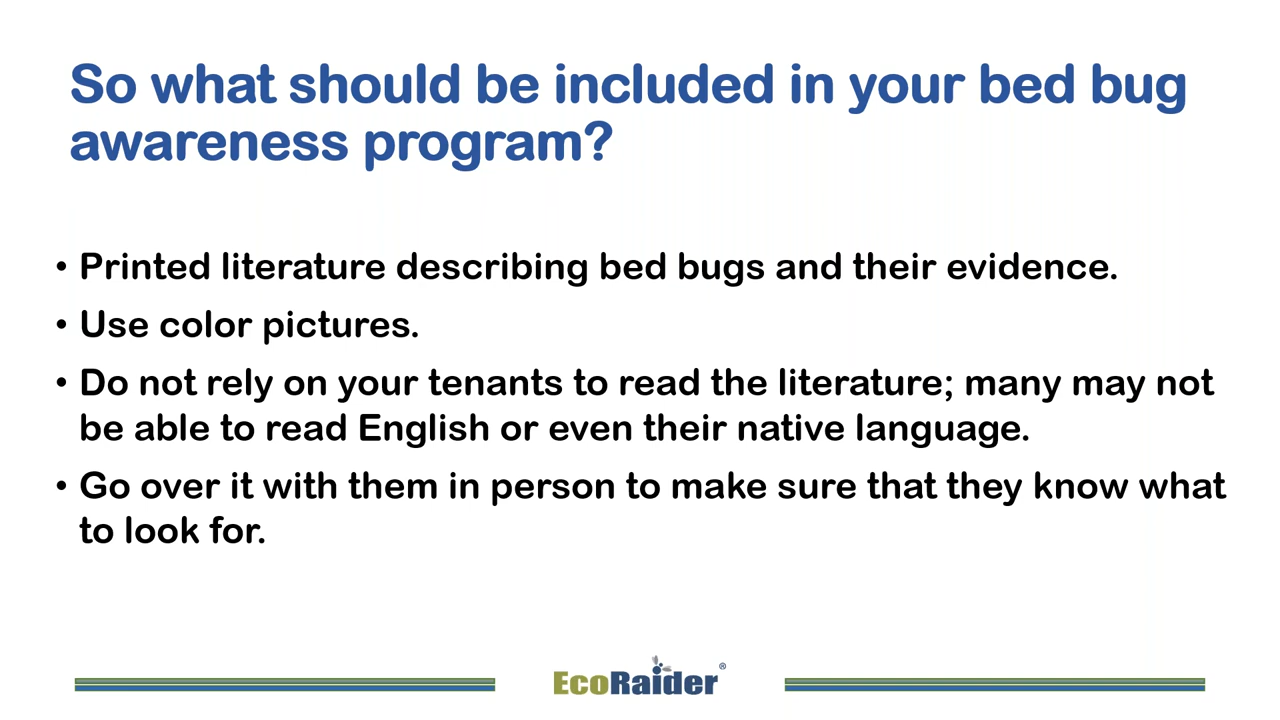 So what should be included in your bed bug
awareness program?
• Printed literature describing bed bugs and their evidence.
• Use color pictures.
• Do not rely on your tenants to read the literature; many may not
be able to read English or even their native language.
• Go over it with them in person to make sure that they know what
to look for.
EcoRaider®